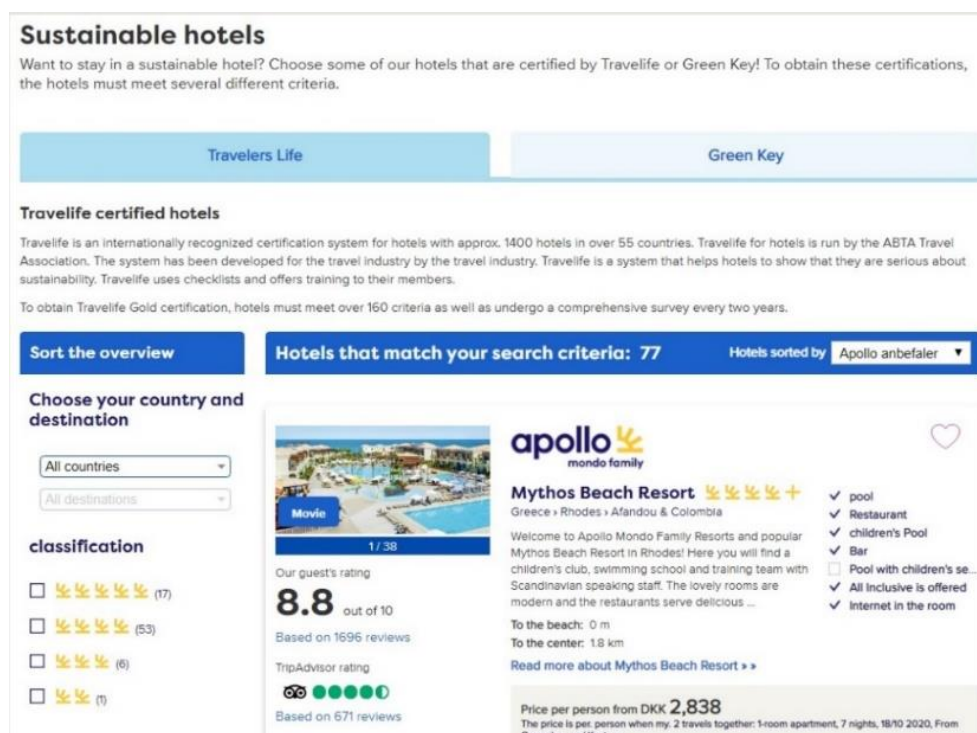 Sustainable hotels
Want to stay in a sustainable hotel? Choose some of our hotels that are certified by Travelife or Green Key! To obtain these certifications,
the hotels must meet several different criteria.
Travelers Life
Green Key
Travelife certified hotels
Travelife is an internationally recognized certification system for hotels with approx. 1400 hotels in over 55 countries. Travelife for hotels is run by the ABTA Travel
Association. The system has been developed for the travel industry by the travel industry. Travelife is a system that helps hotels to show that they are serious about
sustainability. Travelife uses checklists and offers training to their members.
To obtain Travelife Gold certification, hotels must meet over 160 criteria as well as undergo a comprehensive survey every two years.
Sort the overview
Choose your country and
destination
All countries
All destinations
classification
(17)
(53)
(6)
(1)
Hotels that match your search criteria: 77
Hotels sorted by
Apollo anbefaler
Movie
1/38
Our guest's rating
8.8 out of 10
Based on 1696 reviews
TripAdvisor rating
Based on 671 reviews
apollo
mondo family
Mythos Beach Resort
Greece › Rhodes › Afandou & Colombia
Welcome to Apollo Mondo Family Resorts and popular
Mythos Beach Resort in Rhodes! Here you will find a
children's club, swimming school and training team with
Scandinavian speaking staff. The lovely rooms are
modern and the restaurants serve delicious ...
To the beach: 0 m
To the center: 1.8 km
Read more about Mythos Beach Resort » »
pool
Restaurant
children's Pool
Bar
Pool with children's se...
All Inclusive is offered
Internet in the room
Price per person from DKK 2,838
The price is per. person when my. 2 travels together: 1-room apartment, 7 nights, 18/10 2020, From